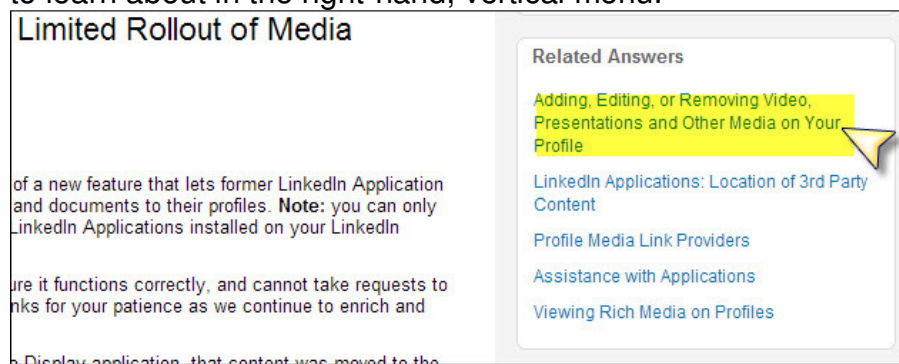 to learn about in the right-hand, vertical menu.
Limited Rollout of Media
of a new feature that lets former LinkedIn Application
and documents to their profiles. Note: you can only
LinkedIn Applications installed on your LinkedIn
ure it functions correctly, and cannot take requests to
nks for your patience as we continue to enrich and
Display application, that content was moved to the
Related Answers
Adding, Editing, or Removing Video,
Presentations and Other Media on Your
Profile
LinkedIn Applications: Location of 3rd Party
Content
Profile Media Link Providers
Assistance with Applications
Viewing Rich Media on Profiles